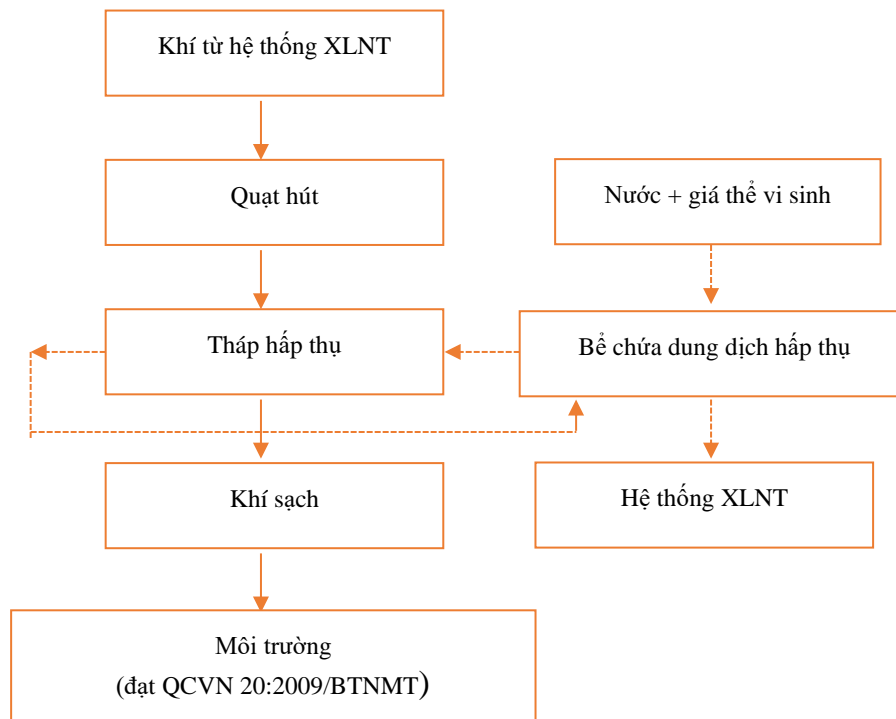 Khí từ hệ thống XLNT
Quạt hút
Nước + giá thể vi sinh
Tháp hấp thụ
Bể chứa dung dịch hấp thụ
Khí sạch
Hệ thống XLNT
Môi trường
(đạt QCVN 20:2009/BTNMT)